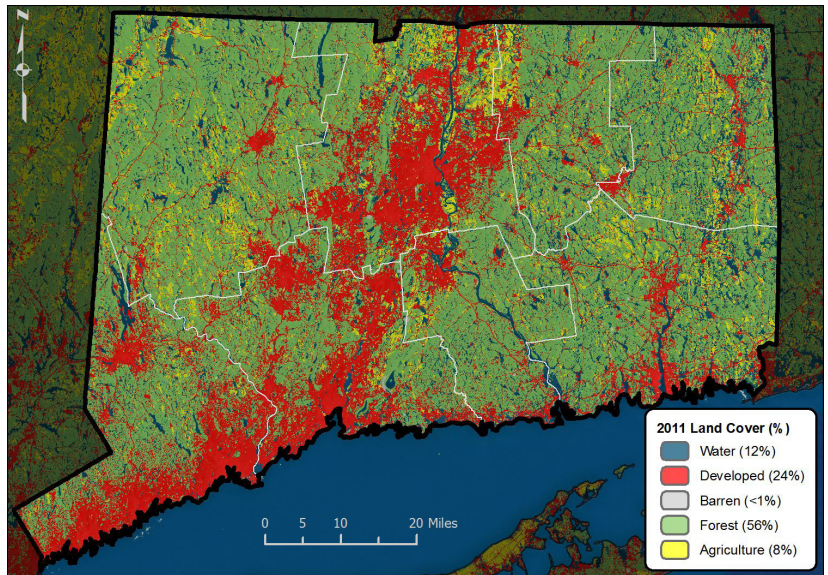 N
0 5 10 20 Miles
2011 Land Cover (%)
Water (12%)
Developed (24%)
Barren (<1%)
Forest (56%)
Agriculture (8%)